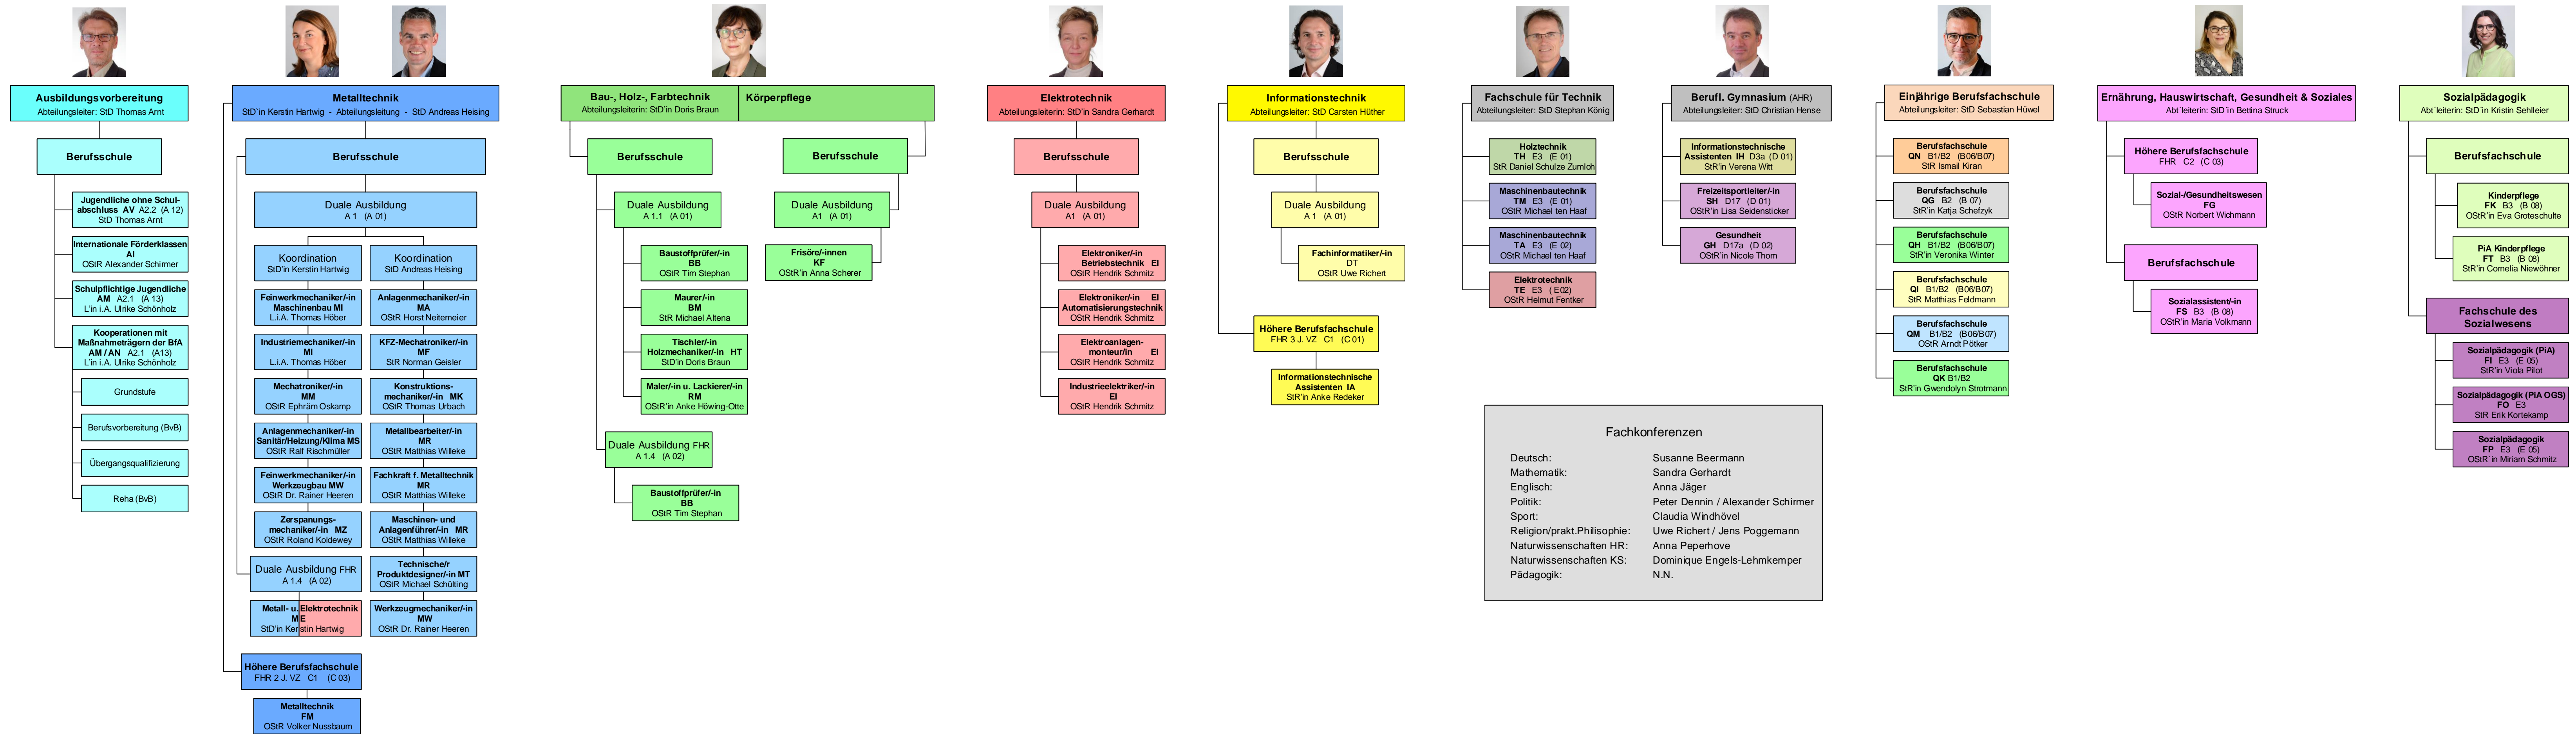 Ausbildungsvorbereitung
Abteilungsleiter: StD Thomas Arnt
Berufsschule
Jugendliche ohne Schul-
abschluss AV A2.2 (A 12)
StD Thomas Arnt
Internationale Förderklassen
AI
OStR Alexander Schirmer
Schulpflichtige Jugendliche
AM A2.1 (A 13)
L'in i.A. Ulrike Schönholz
Kooperationen mit
Maßnahmeträgern der BfA
AM / AN A2.1 (A13)
L'in i.A. Ulrike Schönholz
Grundstufe
Berufsvorbereitung (BvB)
Übergangsqualifizierung
Reha (BvB)
Metalltechnik
StD´in Kerstin Hartwig - Abteilungsleitung - StD Andreas Heising
Berufsschule
Duale Ausbildung
A 1 (A 01)
Koordination
StD'in Kerstin Hartwig
Feinwerkmechaniker/-in
Maschinenbau MI
L.i.A. Thomas Höber
Industriemechaniker/-in
MI
L.i.A. Thomas Höber
Mechatroniker/-in
MM
OStR Ephräm Oskamp
Anlagenmechaniker/-in
Sanitär/Heizung/Klima MS
OStR Ralf Rischmüller
Feinwerkmechaniker/-in
Werkzeugbau MW
OStR Dr. Rainer Heeren
Zerspanungs-
mechaniker/-in MZ
OStR Roland Koldewey
Duale Ausbildung FHR
A 1.4 (A 02)
Metall- u. Elektrotechnik
ME
StD'in Kerstin Hartwig
Koordination
StD Andreas Heising
Anlagenmechaniker/-in
MA
OStR Horst Neitemeier
KFZ-Mechatroniker/-in
MF
StR Norman Geisler
Konstruktions-
mechaniker/-in MK
OStR Thomas Urbach
Metallbearbeiter/-in
MR
OStR Matthias Willeke
Fachkraft f. Metalltechnik
MR
OStR Matthias Willeke
Maschinen- und
Anlagenführer/-in MR
OStR Matthias Willeke
Technische/r
Produktdesigner/-in MT
OStR Michael Schülting
Werkzeugmechaniker/-in
MW
OStR Dr. Rainer Heeren
Höhere Berufsfachschule
FHR 2 J. VZ C1 (C 03)
Metalltechnik
FM
OStR Volker Nussbaum
Bau-, Holz-, Farbtechnik
Abteilungsleiterin: StD'in Doris Braun
Körperpflege
Berufsschule
Duale Ausbildung
A 1.1 (A 01)
Baustoffprüfer/-in
BB
OStR Tim Stephan
Maurer/-in
BM
StR Michael Altena
Tischler/-in
Holzmechaniker/-in HT
StD'in Doris Braun
Maler/-in u. Lackierer/-in
RM
OStR'in Anke Höwing-Otte
Duale Ausbildung FHR
A 1.4 (A 02)
Baustoffprüfer/-in
BB
OStR Tim Stephan
Berufsschule
Duale Ausbildung
A1 (A 01)
Frisöre/-innen
KF
OStR'in Anna Scherer
Elektrotechnik
Abteilungsleiterin: StD'in Sandra Gerhardt
Berufsschule
Duale Ausbildung
A1 (A 01)
Elektroniker/-in
Betriebstechnik EI
OStR Hendrik Schmitz
Elektroniker/-in EI
Automatisierungstechnik
OStR Hendrik Schmitz
Elektroanlagen-
monteur/in EI
OStR Hendrik Schmitz
Industrieelektriker/-in
EI
OStR Hendrik Schmitz
Informationstechnik
Abteilungsleiter: StD Carsten Hüther
Berufsschule
Duale Ausbildung
A 1 (A 01)
Fachinformatiker/-in
DT
OStR Uwe Richert
Höhere Berufsfachschule
FHR 3 J. VZ C1 (C 01)
Informationstechnische
Assistenten IA
StR'in Anke Redeker
Fachschule für Technik
Abteilungsleiter: StD Stephan König
Holztechnik
TH E3 (E 01)
StR Daniel Schulze Zumloh
Maschinenbautechnik
TM E3 (E 01)
OStR Michael ten Haaf
Maschinenbautechnik
TA E3 (E 02)
OStR Michael ten Haaf
Elektrotechnik
TE E3 ( E02)
OStR Helmut Fentker
Berufl. Gymnasium (AHR)
Abteilungsleiter: StD Christian Hense
Informationstechnische
Assistenten IH D3a (D 01)
StR'in Verena Witt
Freizeitsportleiter/-in
SH D17 (D 01)
OStR'in Lisa Seidensticker
Gesundheit
GH D17a (D 02)
OStR'in Nicole Thom
Einjährige Berufsfachschule
Abteilungsleiter: StD Sebastian Hüwel
Berufsfachschule
QN B1/B2 (B06/B07)
StR Ismail Kiran
Berufsfachschule
QG B2 (B 07)
StR'in Katja Schefzyk
Berufsfachschule
QH B1/B2 (B06/B07)
StR'in Veronika Winter
Berufsfachschule
QI B1/B2 (B06/B07)
StR Matthias Feldmann
Berufsfachschule
QM B1/B2 (B06/B07)
OStR Arndt Pötker
Berufsfachschule
QK B1/B2
StR'in Gwendolyn Strotmann
Ernährung, Hauswirtschaft, Gesundheit & Soziales
Abt´leiterin: StD´in Bettina Struck
Höhere Berufsfachschule
FHR C2 (C 03)
Sozial-/Gesundheitswesen
FG
OStR Norbert Wichmann
Berufsfachschule
Sozialassistent/-in
FS B3 (B 08)
OStR'in Maria Volkmann
Sozialpädagogik
Abt´leiterin: StD´in Kristin Sehlleier
Berufsfachschule
Kinderpflege
FK B3 (B 08)
OStR'in Eva Groteschulte
PiA Kinderpflege
FT B3 (B 08)
StR'in Cornelia Niewöhner
Fachschule des
Sozialwesens
Sozialpädagogik (PiA)
FI E3 (E 05)
StR'in Viola Pilot
Sozialpädagogik (PiA OGS)
FO E3
StR Erik Kortekamp
Sozialpädagogik
FP E3 (E 05)
OStR´in Miriam Schmitz
Fachkonferenzen
Deutsch: Susanne Beermann
Mathematik: Sandra Gerhardt
Englisch: Anna Jäger
Politik: Peter Dennin / Alexander Schirmer
Sport: Claudia Windhövel
Religion/prakt.Philisophie: Uwe Richert / Jens Poggemann
Naturwissenschaften HR: Anna Peperhove
Naturwissenschaften KS: Dominique Engels-Lehmkemper
Pädagogik: N.N.